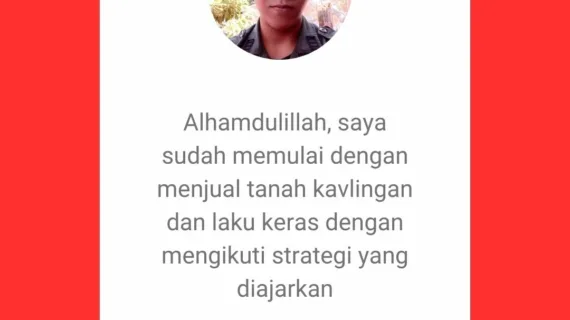 Alhamdulillah, saya
sudah memulai dengan
menjual tanah kavlingan
dan laku keras dengan
mengikuti strategi yang
diajarkan